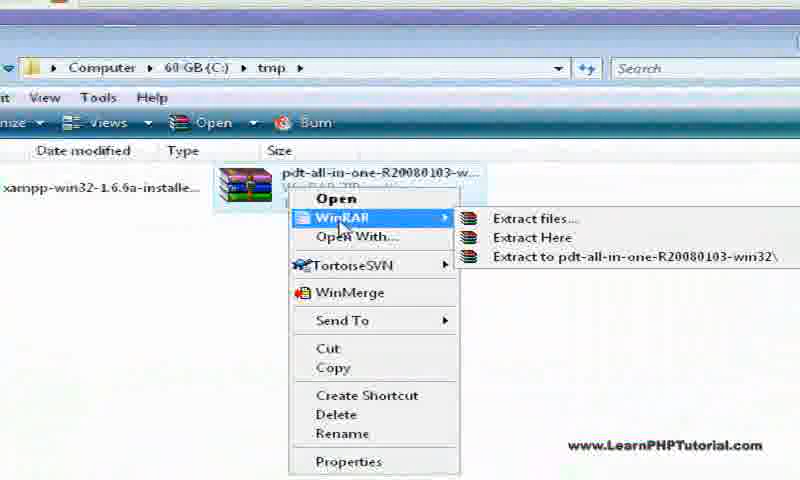 Computer 60 GB (C:) tmp Search
it View Tools Help
nize Views Open Burn
Date modified Type Size
pdt-all-in-one-R20080103-w...
xampp-win32-1.6.6a-installe...
Open
WinRAR
Extract files...
Open With...
Extract Here
Extract to pdt-all-in-one-R20080103-win32\
TortoiseSVN
WinMerge
Send To
Cut
Copy
Create Shortcut
Delete
Rename
www.LearnPHPTutorial.com
Properties